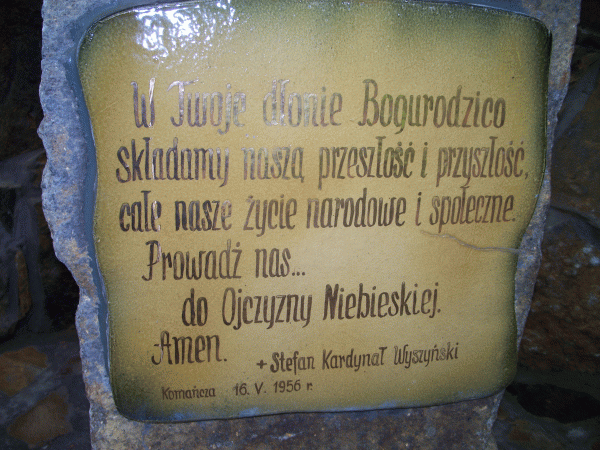 W Twoje dłonie Bogurodzico
składamy naszą przeszłość i przyszłość,
całe nasze życie narodowe i społeczne.
Prowadź nas...
do Ojczyzny Niebieskiej.
-Amen.
+ Stefan Kardynał Wyszyński
Komańcza 16. V. 1956 r.